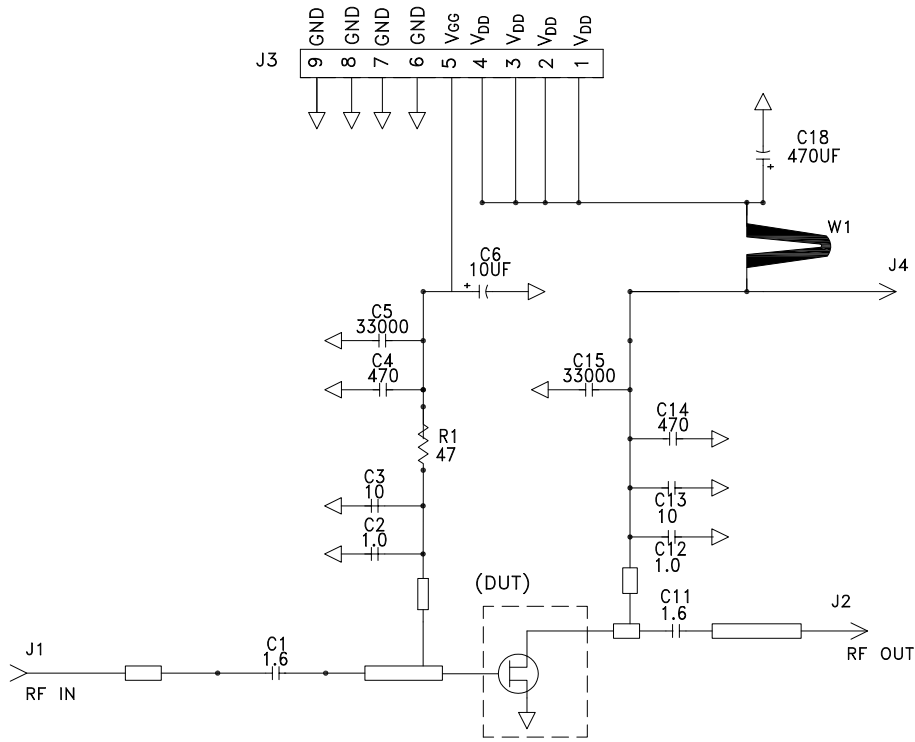 GND
GND
GND
GND
VGG
VDD
VDD
VDD
VDD
J3
9
8
7
6
5
4
3
2
1
C18
470UF
+
W1
C6
10UF
+
J4
C5
33000
C4
470
C15
33000
C14
470
R1
47
C3
10
C13
10
C2
1.0
C12
1.0
(DUT)
C11
1.6
J2
RF OUT
J1
C1
1.6
RF IN